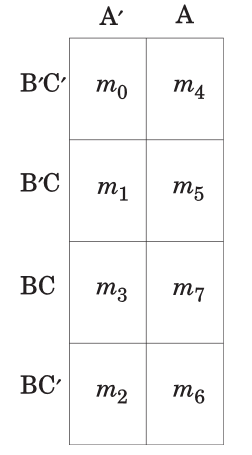 A′ A
B′C′ m₀ m₄
B′C m₁ m₅
BC m₃ m₇
BC′ m₂ m₆